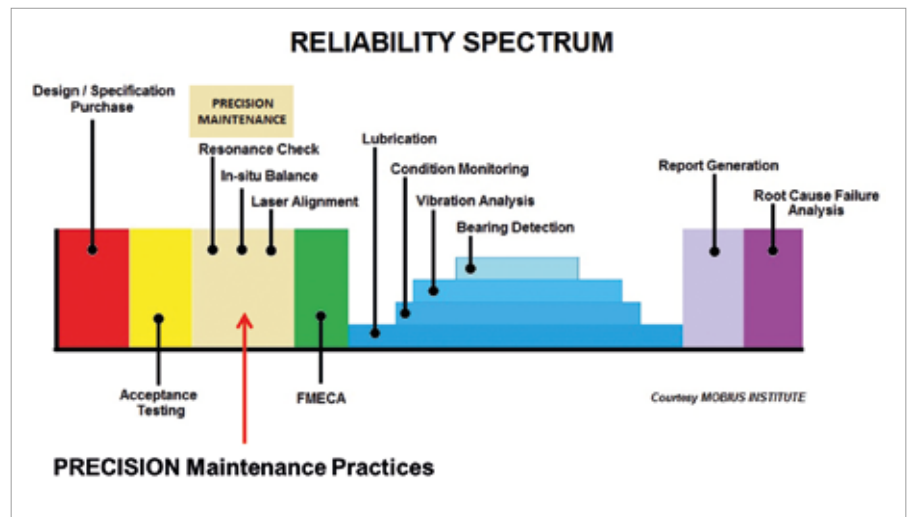 RELIABILITY SPECTRUM
Design / Specification
Purchase
PRECISION
MAINTENANCE
Resonance Check
In-situ Balance
Laser Alignment
Lubrication
Condition Monitoring
Vibration Analysis
Bearing Detection
Report Generation
Root Cause Failure
Analysis
Acceptance
Testing
FMECA
Courtesy MOBIUS INSTITUTE
PRECISION Maintenance Practices